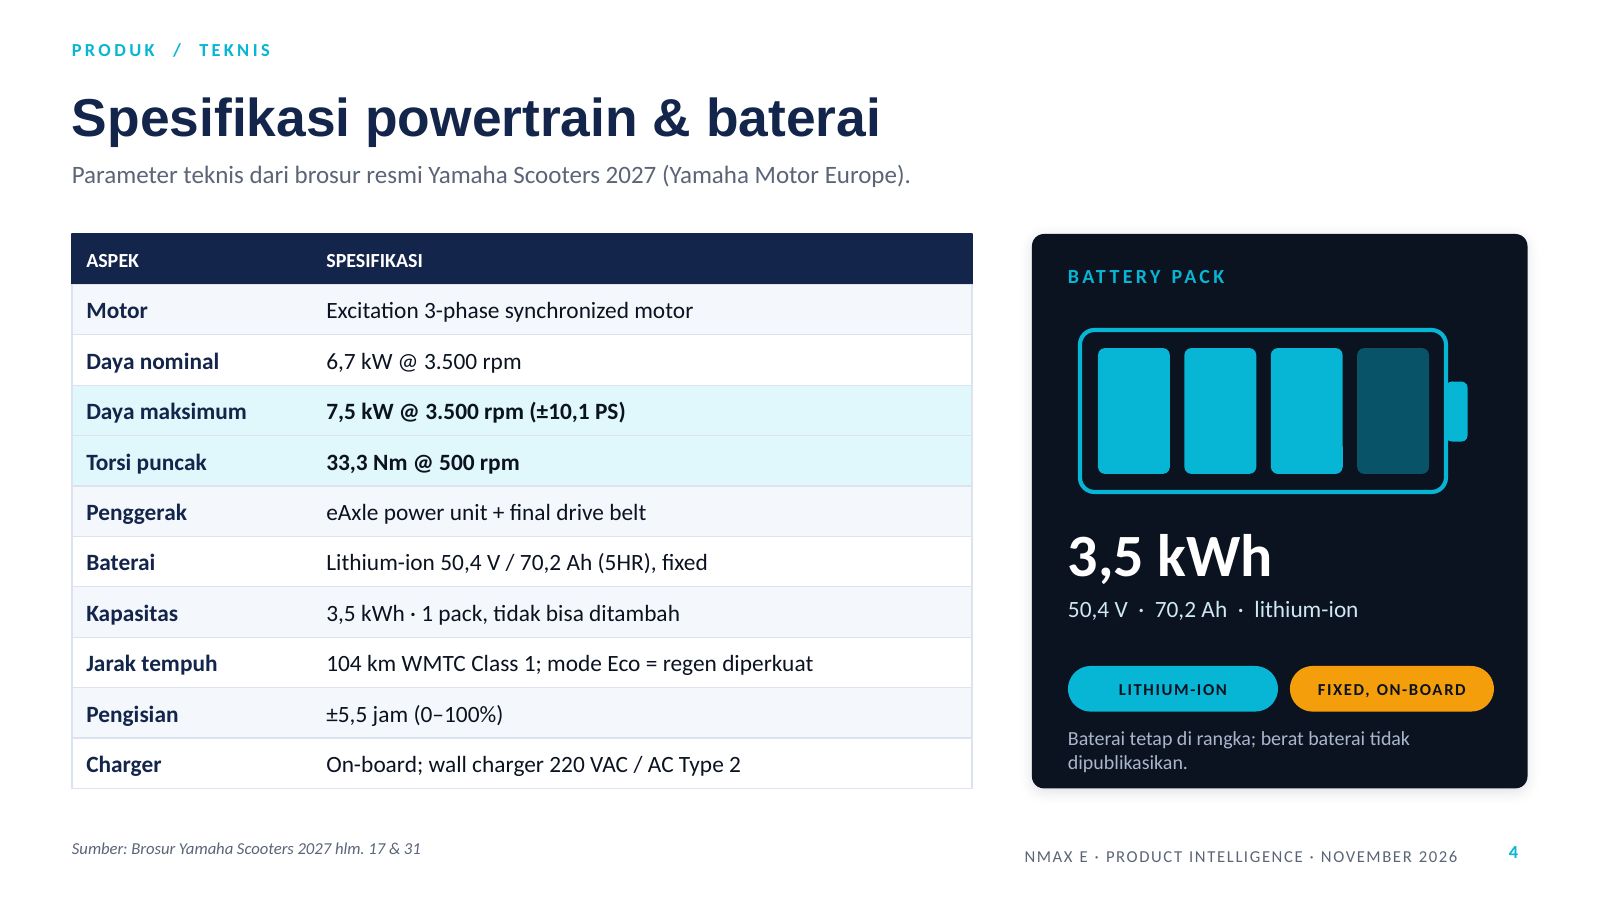 PRODUK / TEKNIS
Spesifikasi powertrain & baterai
Parameter teknis dari brosur resmi Yamaha Scooters 2027 (Yamaha Motor Europe).
ASPEK SPESIFIKASI
Motor Excitation 3-phase synchronized motor
Daya nominal 6,7 kW @ 3.500 rpm
Daya maksimum 7,5 kW @ 3.500 rpm (±10,1 PS)
Torsi puncak 33,3 Nm @ 500 rpm
Penggerak eAxle power unit + final drive belt
Baterai Lithium-ion 50,4 V / 70,2 Ah (5HR), fixed
Kapasitas 3,5 kWh · 1 pack, tidak bisa ditambah
Jarak tempuh 104 km WMTC Class 1; mode Eco = regen diperkuat
Pengisian ±5,5 jam (0–100%)
Charger On-board; wall charger 220 VAC / AC Type 2
BATTERY PACK
3,5 kWh
50,4 V · 70,2 Ah · lithium-ion
LITHIUM-ION FIXED, ON-BOARD
Baterai tetap di rangka; berat baterai tidak
dipublikasikan.
Sumber: Brosur Yamaha Scooters 2027 hlm. 17 & 31
NMAX E · PRODUCT INTELLIGENCE · NOVEMBER 2026 4